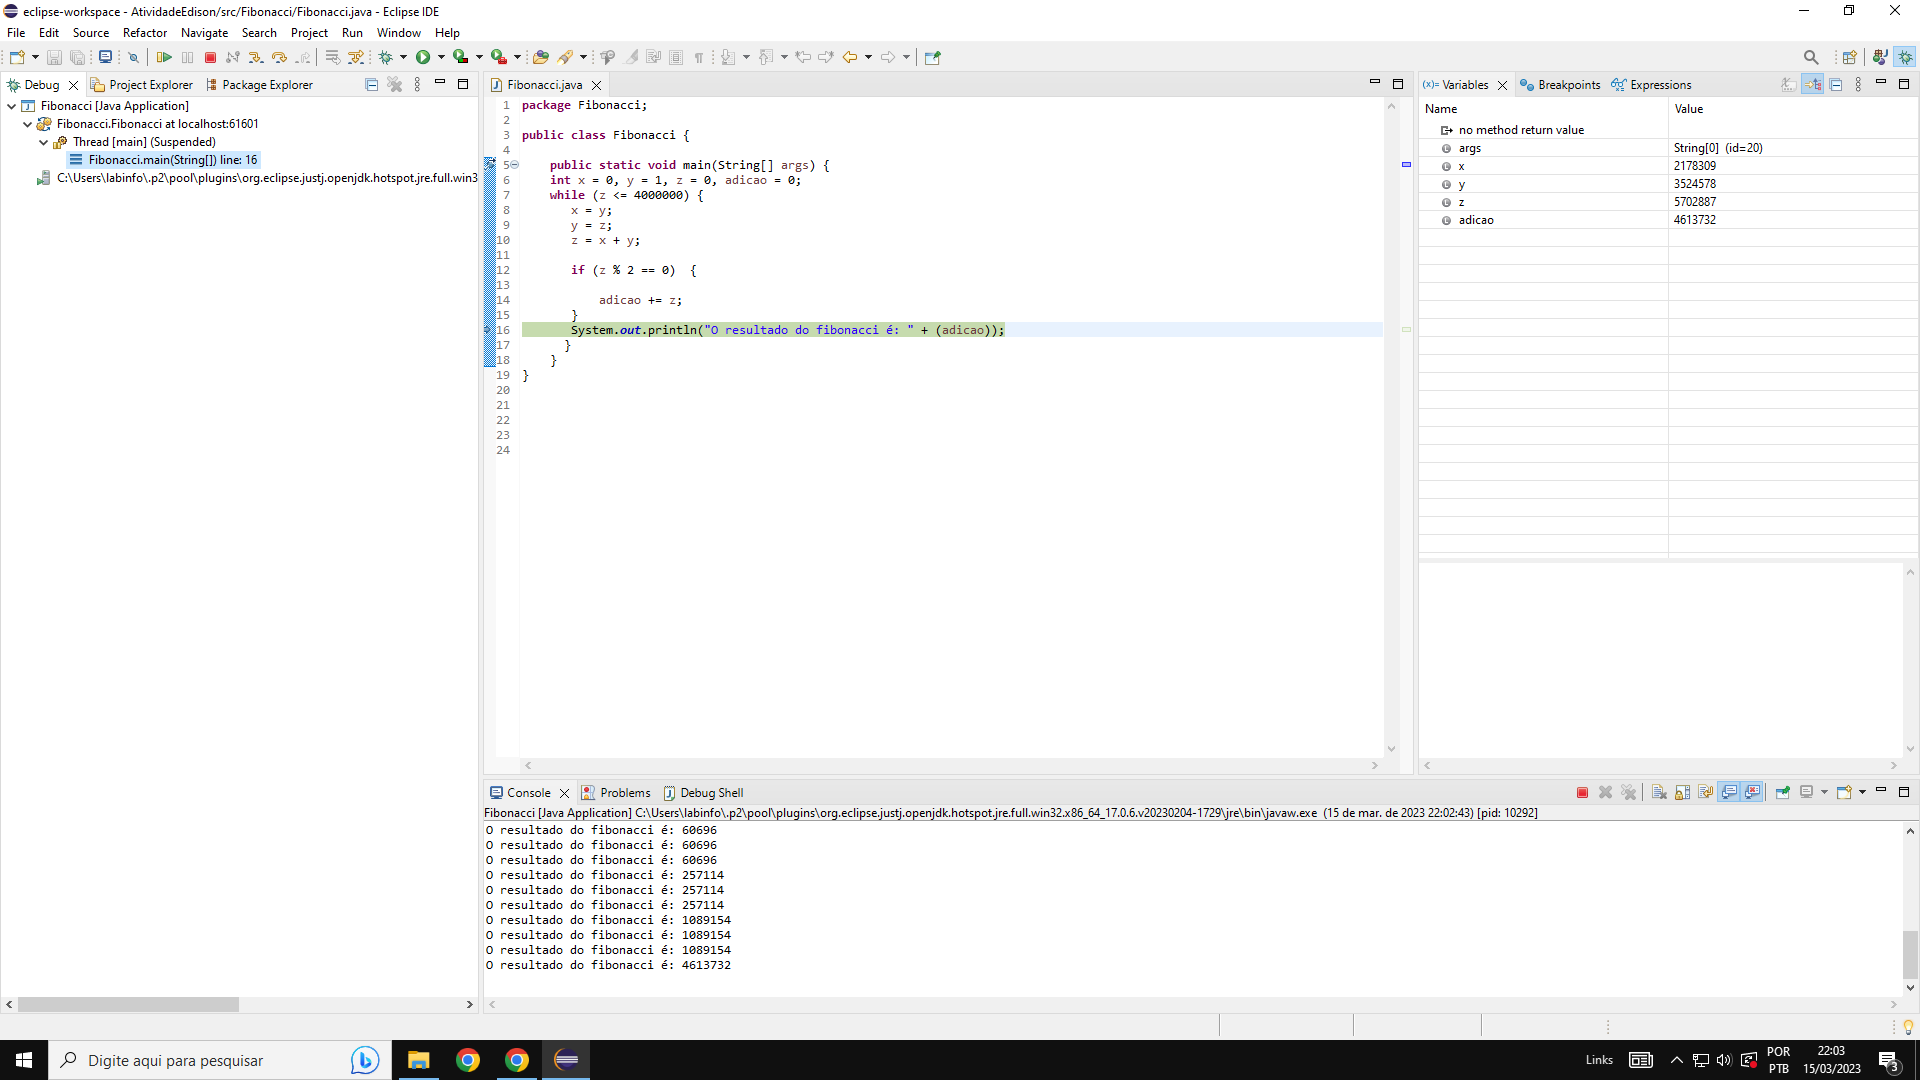 eclipse-workspace - AtividadeEdison/src/Fibonacci/Fibonacci.java - Eclipse IDE
File Edit Source Refactor Navigate Search Project Run Window Help
Debug Project Explorer Package Explorer
Fibonacci [Java Application]
Fibonacci.Fibonacci at localhost:61601
Thread [main] (Suspended)
Fibonacci.main(String[]) line: 16
C:\Users\labinfo\.p2\pool\plugins\org.eclipse.justj.openjdk.hotspot.jre.full.win3
Fibonacci.java
1 package Fibonacci;
2
3 public class Fibonacci {
4
5 public static void main(String[] args) {
6 int x = 0, y = 1, z = 0, adicao = 0;
7 while (z <= 4000000) {
8 x = y;
9 y = z;
10 z = x + y;
11
12 if (z % 2 == 0) {
13
14 adicao += z;
15 }
16 System.out.println("O resultado do fibonacci é: " + (adicao));
17 }
18 }
19 }
20
21
22
23
24
(x)= Variables Breakpoints Expressions
Name Value
no method return value
args String[0] (id=20)
x 2178309
y 3524578
z 5702887
adicao 4613732
Console Problems Debug Shell
Fibonacci [Java Application] C:\Users\labinfo\.p2\pool\plugins\org.eclipse.justj.openjdk.hotspot.jre.full.win32.x86_64_17.0.6.v20230204-1729\jre\bin\javaw.exe (15 de mar. de 2023 22:02:43) [pid: 10292]
O resultado do fibonacci é: 60696
O resultado do fibonacci é: 60696
O resultado do fibonacci é: 60696
O resultado do fibonacci é: 257114
O resultado do fibonacci é: 257114
O resultado do fibonacci é: 257114
O resultado do fibonacci é: 1089154
O resultado do fibonacci é: 1089154
O resultado do fibonacci é: 1089154
O resultado do fibonacci é: 4613732
Digite aqui para pesquisar
Links
POR
PTB
22:03
15/03/2023
3